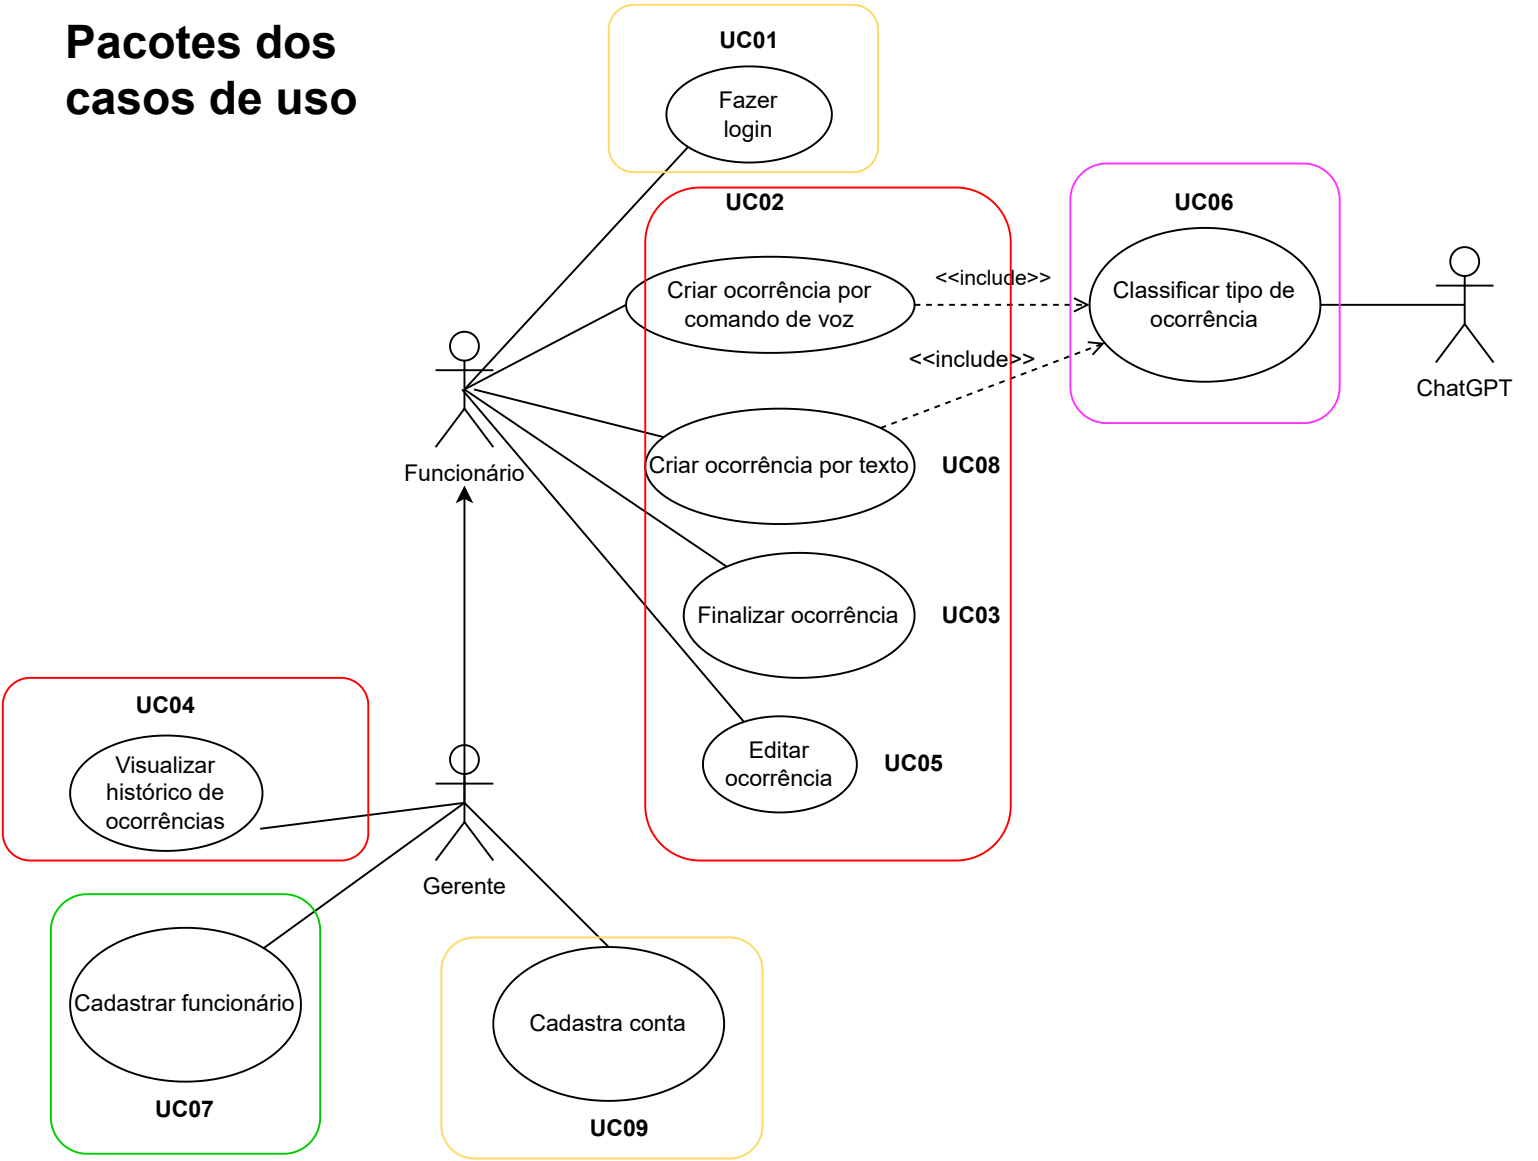 Pacotes dos
casos de uso
UC01
Fazer
login
UC02
Criar ocorrência por
comando de voz
<<include>>
UC06
Classificar tipo de
ocorrência
ChatGPT
<<include>>
Funcionário
Criar ocorrência por texto
UC08
Finalizar ocorrência
UC03
UC04
Visualizar
histórico de
ocorrências
Editar
ocorrência
UC05
Gerente
Cadastrar funcionário
UC07
Cadastra conta
UC09